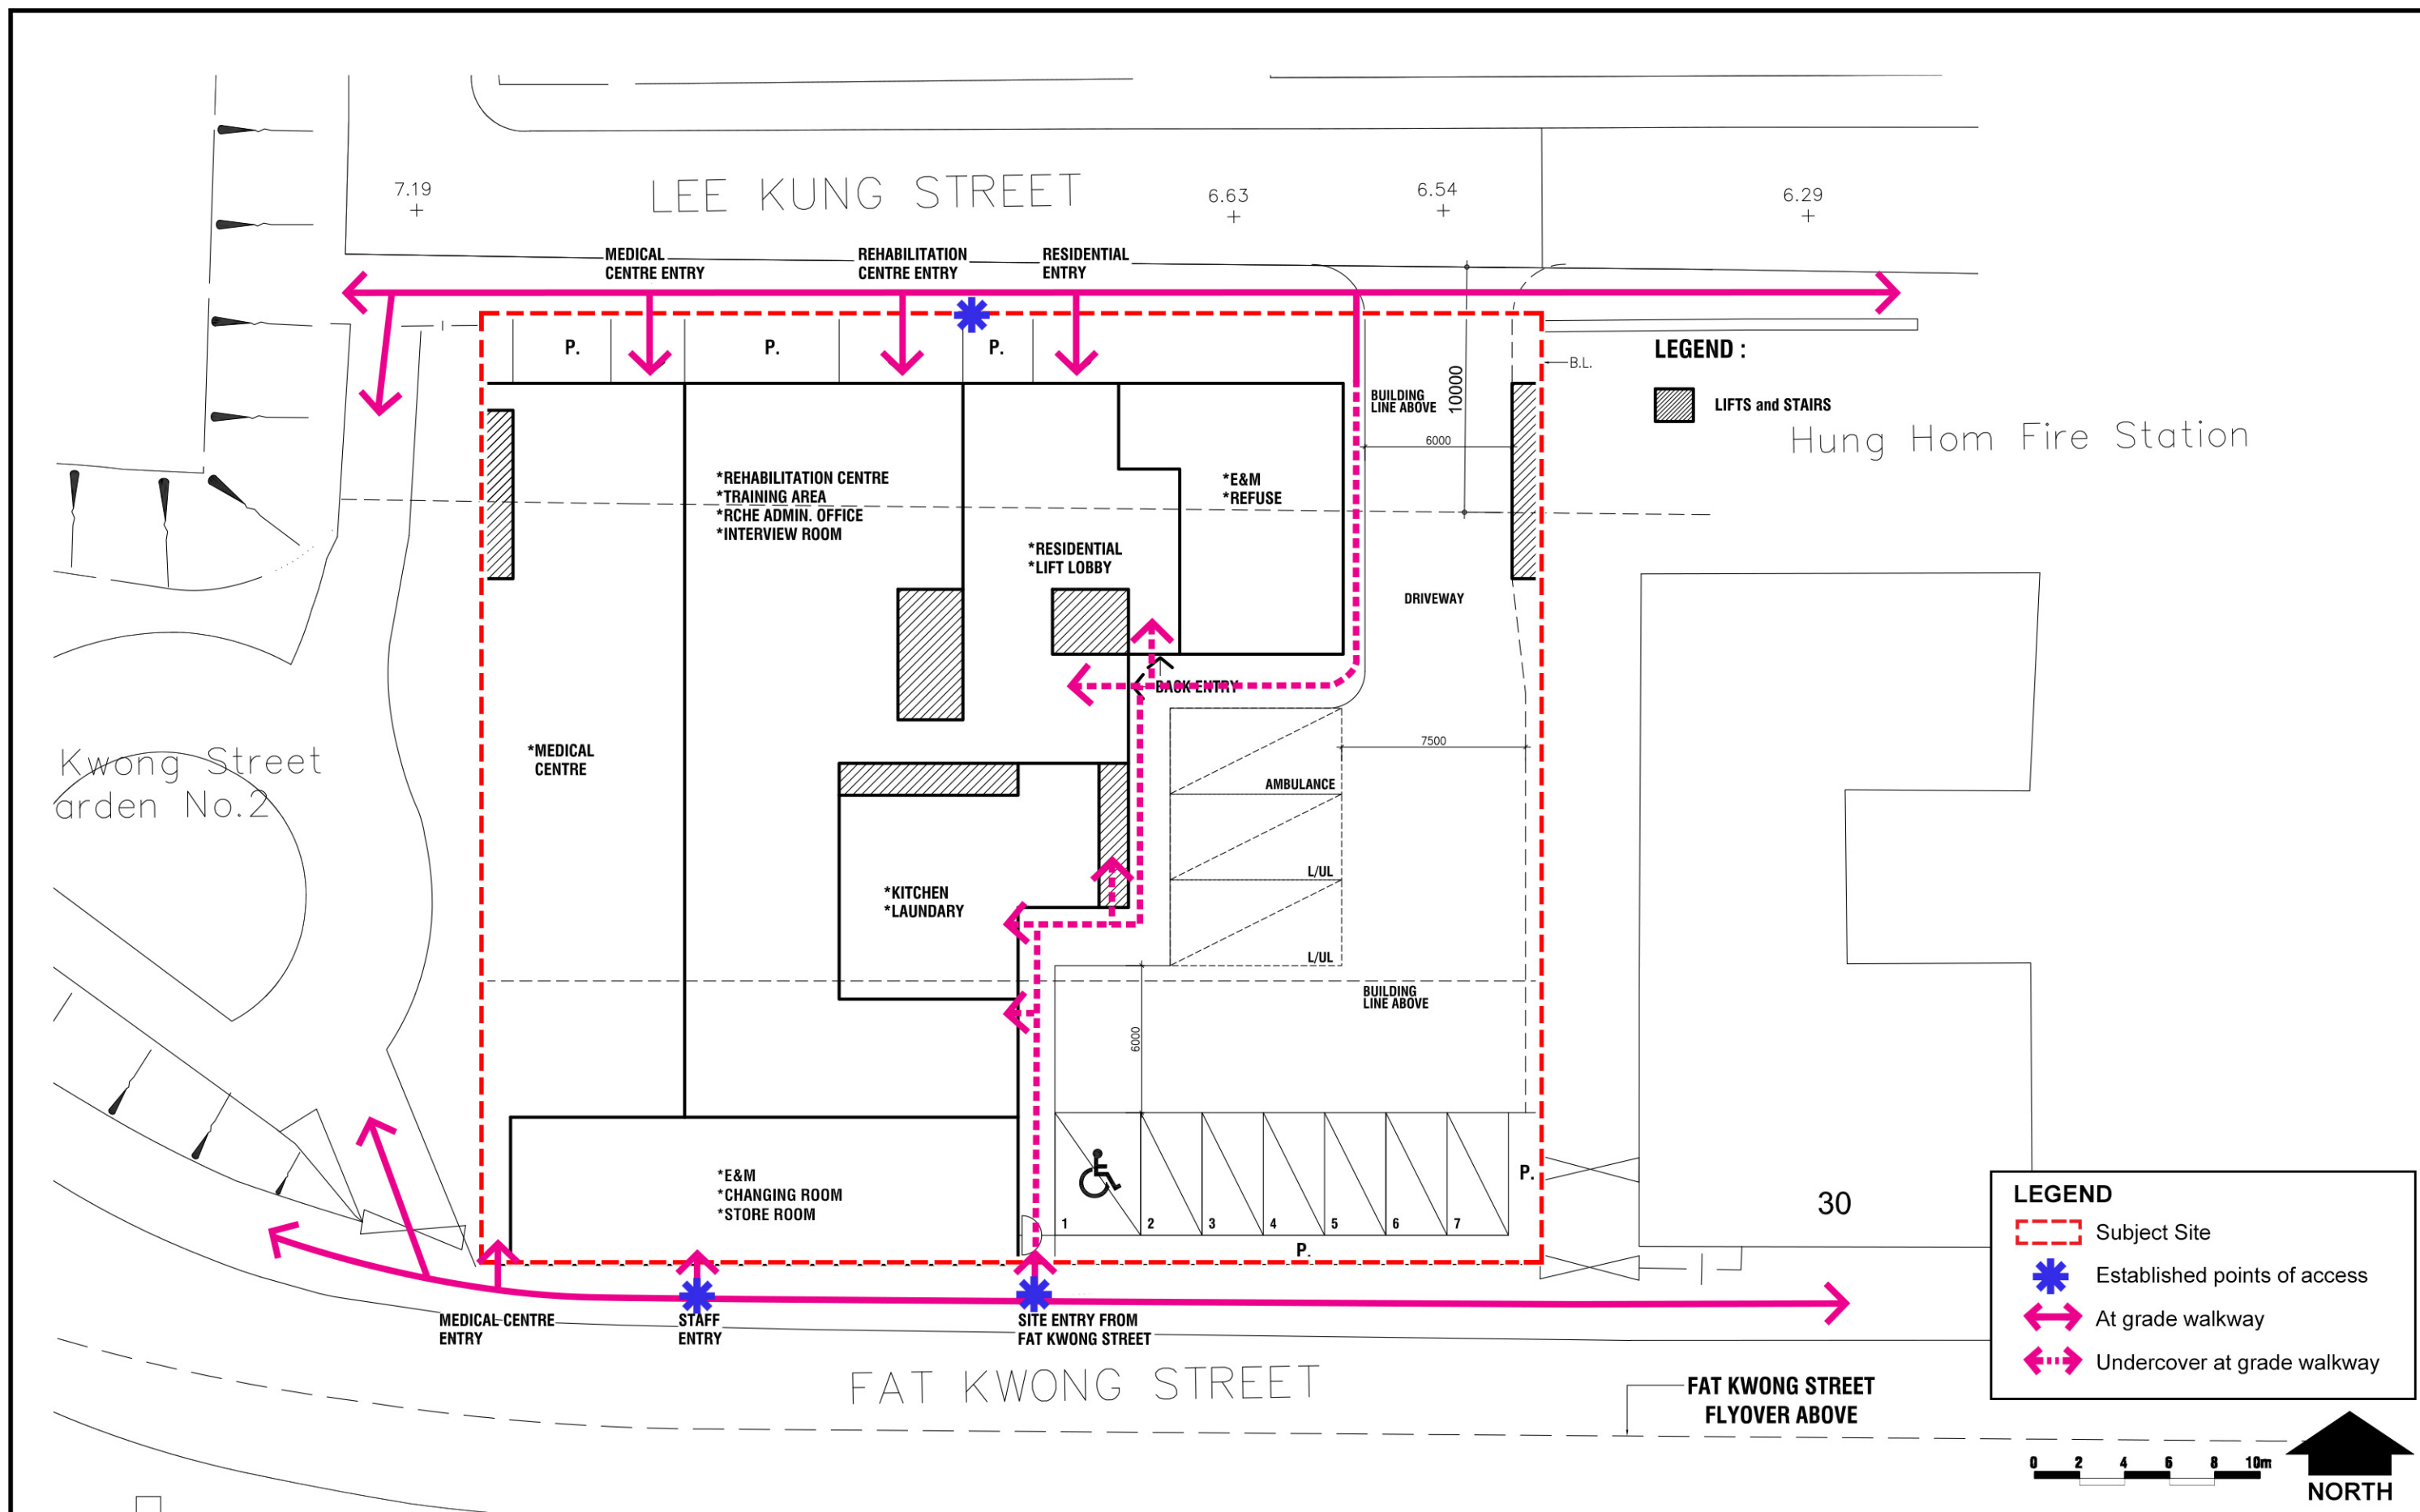 LEE KUNG STREET
7.19
6.63
6.54
6.29
MEDICAL
CENTRE ENTRY
REHABILITATION
CENTRE ENTRY
RESIDENTIAL
ENTRY
P.
P.
P.
LEGEND :
LIFTS and STAIRS
B.L.
BUILDING
LINE ABOVE
10000
6000
Hung Hom Fire Station
*REHABILITATION CENTRE
*TRAINING AREA
*RCHE ADMIN. OFFICE
*INTERVIEW ROOM
*E&M
*REFUSE
*RESIDENTIAL
*LIFT LOBBY
DRIVEWAY
BACK ENTRY
*MEDICAL
CENTRE
Kwong Street
arden No.2
7500
AMBULANCE
L/UL
L/UL
*KITCHEN
*LAUNDARY
BUILDING
LINE ABOVE
6000
*E&M
*CHANGING ROOM
*STORE ROOM
1
2
3
4
5
6
7
P.
P.
30
MEDICAL CENTRE
ENTRY
STAFF
ENTRY
SITE ENTRY FROM
FAT KWONG STREET
FAT KWONG STREET
FAT KWONG STREET
FLYOVER ABOVE
LEGEND
Subject Site
Established points of access
At grade walkway
Undercover at grade walkway
0 2 4 6 8 10m
NORTH